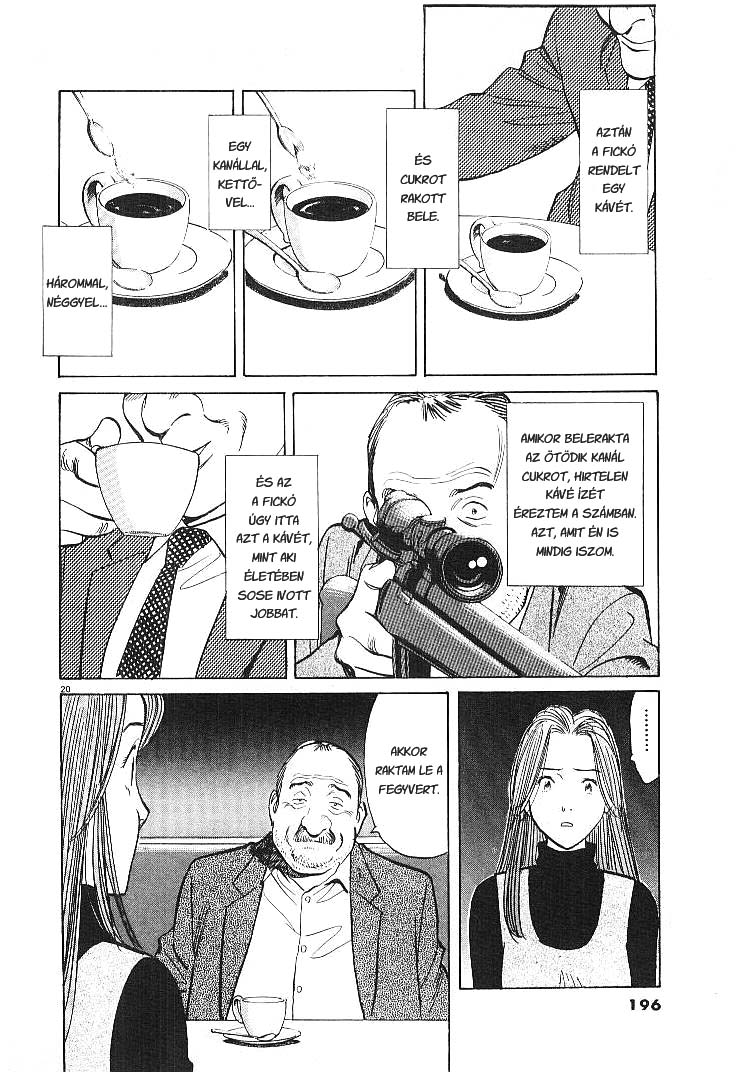 AZTÁN
A FICKÓ
RENDELT
EGY
KÁVÉT.
ÉS
CUKROT
RAKOTT
BELE.
EGY
KANÁLLAL,
KETTŐ-
VEL...
HÁROMMAL,
NÉGGYEL...
AMIKOR BELERAKTA
AZ ÖTÖDIK KANÁL
CUKROT, HIRTELEN
KÁVÉ ÍZÉT
ÉREZTEM A SZÁMBAN.
AZT, AMIT ÉN IS
MINDIG ISZOM.
ÉS AZ
A FICKÓ
ÚGY ITTA
AZT A KÁVÉT,
MINT AKI
ÉLETÉBEN
SOSE IVOTT
JOBBAT.
20
.........
AKKOR
RAKTAM LE A
FEGYVERT.
196